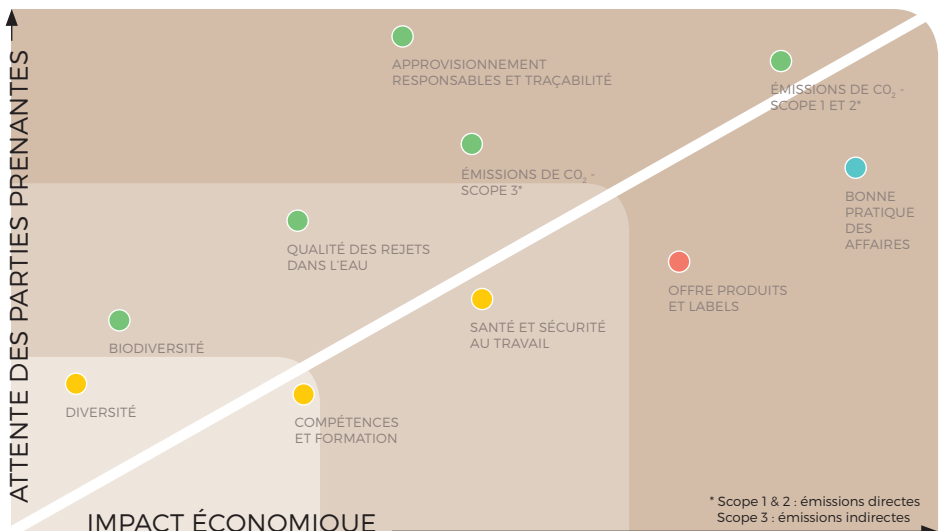 ATTENTE DES PARTIES PRENANTES
APPROVISIONNEMENT
RESPONSABLES ET TRAÇABILITÉ
ÉMISSIONS DE CO₂ -
SCOPE 1 ET 2*
ÉMISSIONS DE CO₂ -
SCOPE 3*
BONNE
PRATIQUE
DES
AFFAIRES
QUALITÉ DES REJETS
DANS L'EAU
OFFRE PRODUITS
ET LABELS
SANTÉ ET SÉCURITÉ
AU TRAVAIL
BIODIVERSITÉ
DIVERSITÉ
COMPÉTENCES
ET FORMATION
* Scope 1 & 2 : émissions directes
Scope 3 : émissions indirectes
IMPACT ÉCONOMIQUE